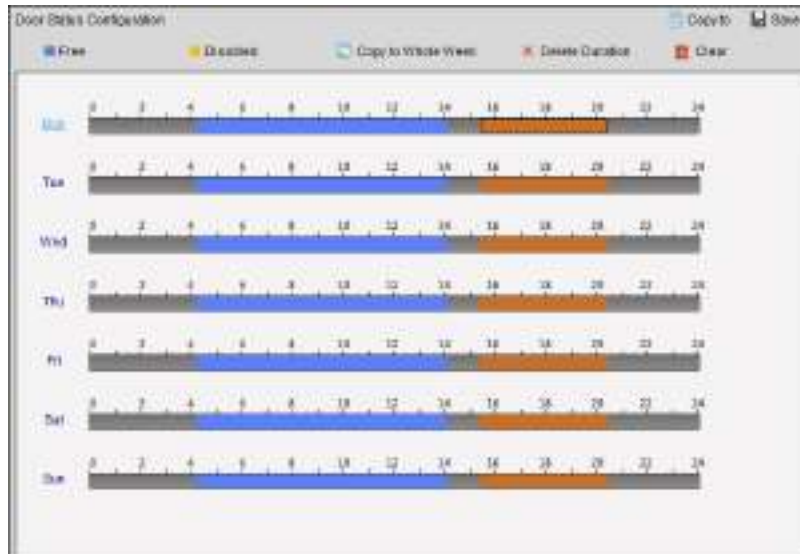 Door Status Configuration Copy to Save
Free Disabled Copy to Whole Week Delete Duration Clear
0 2 4 6 8 10 12 14 16 18 20 22 24
Mon
0 2 4 6 8 10 12 14 16 18 20 22 24
Tue
0 2 4 6 8 10 12 14 16 18 20 22 24
Wed
0 2 4 6 8 10 12 14 16 18 20 22 24
Thu
0 2 4 6 8 10 12 14 16 18 20 22 24
Fri
0 2 4 6 8 10 12 14 16 18 20 22 24
Sat
0 2 4 6 8 10 12 14 16 18 20 22 24
Sun